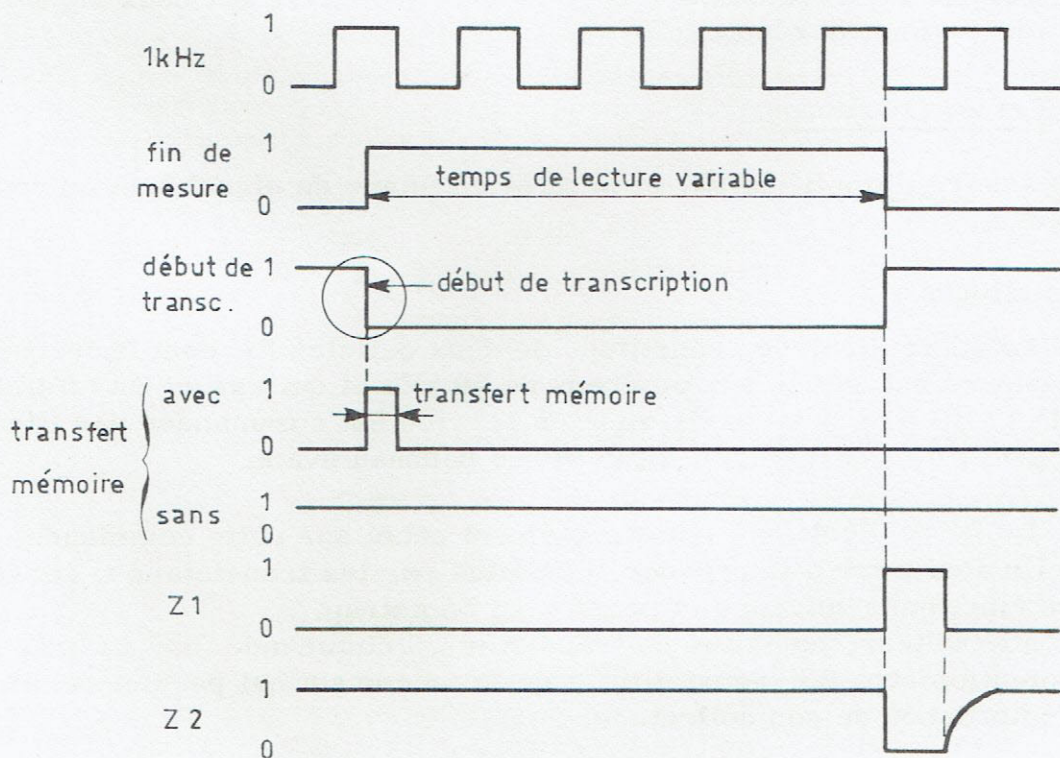 1
1kHz
0
1
fin de
mesure
temps de lecture variable
0
1
début de
transc.
début de transcription
0
1
avec
transfert mémoire
0
transfert
mémoire
1
sans
0
1
Z1
0
1
Z2
0